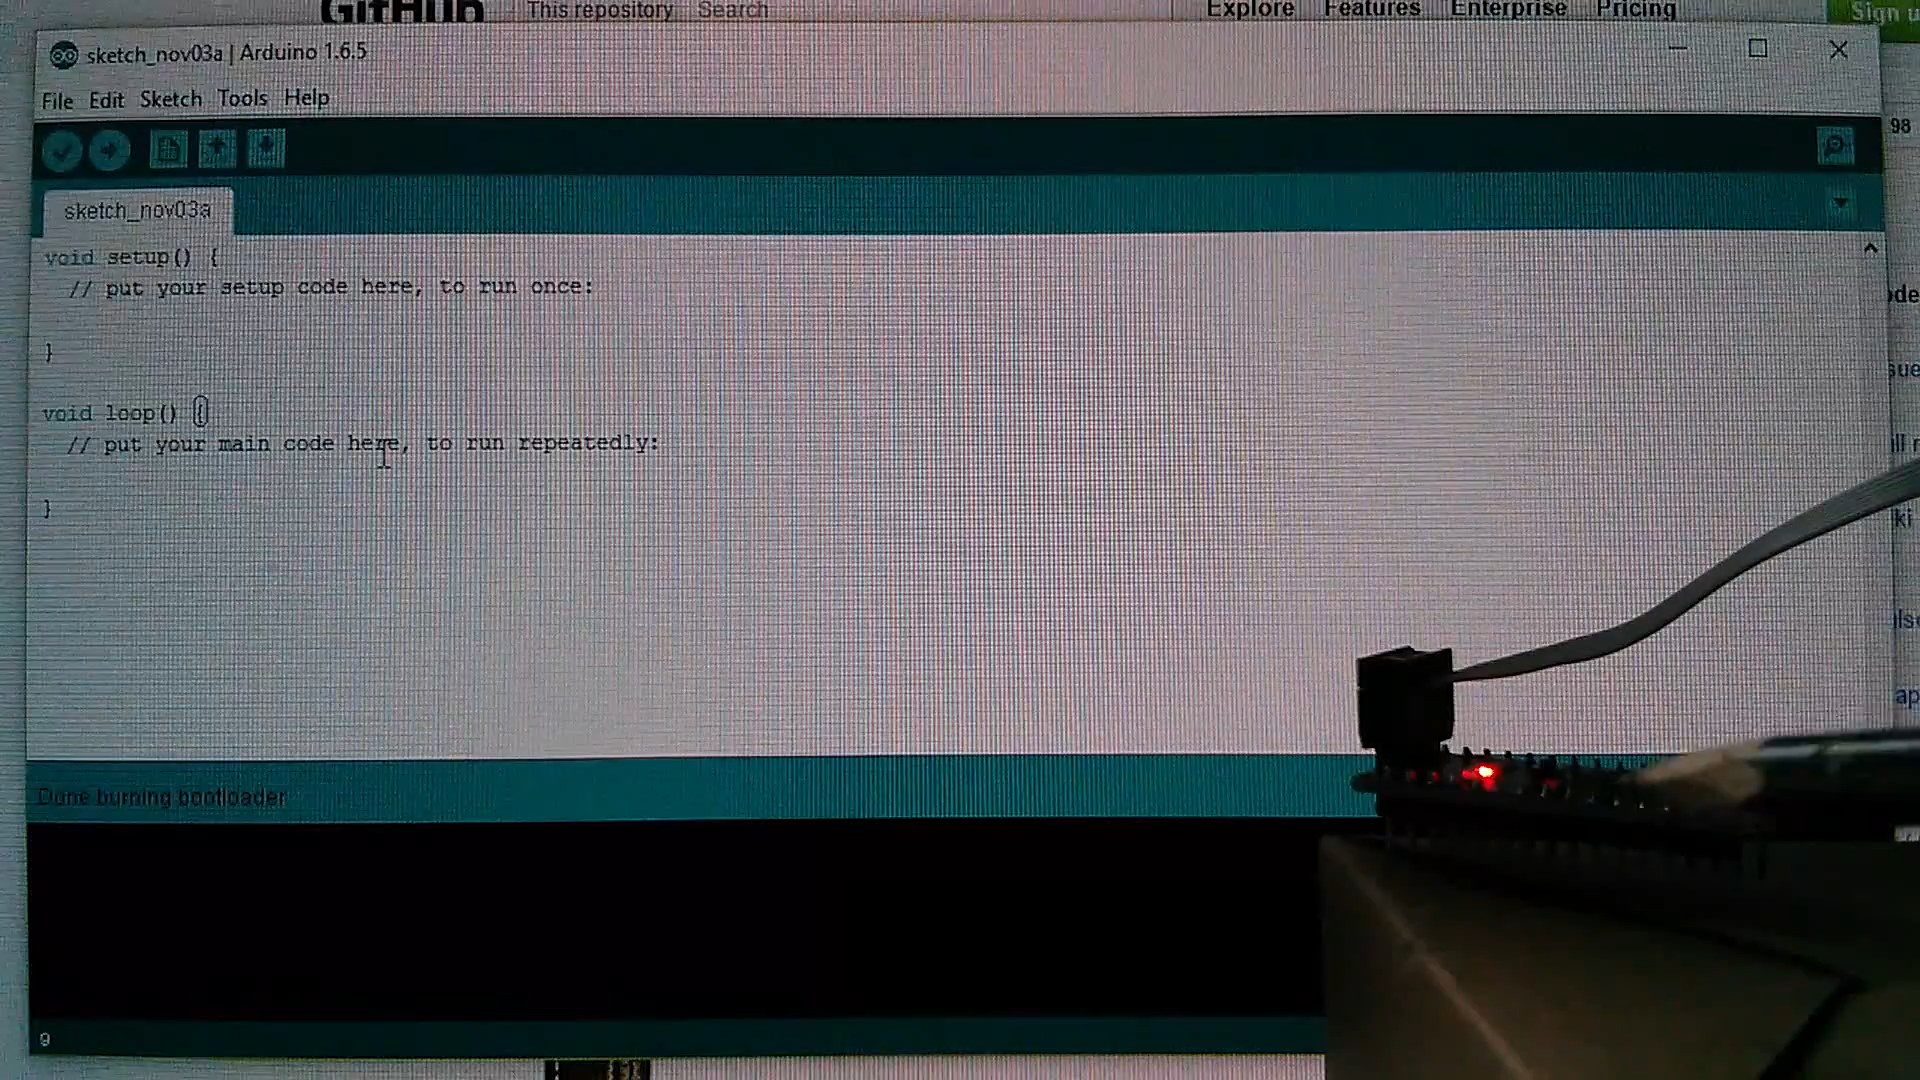 GitHub This repository Search Explore Features Enterprise Pricing Sign u
sketch_nov03a | Arduino 1.6.5
File Edit Sketch Tools Help
98
sketch_nov03a
void setup() {
// put your setup code here, to run once:
}
void loop() {
// put your main code here, to run repeatedly:
}
Done burning bootloader
9